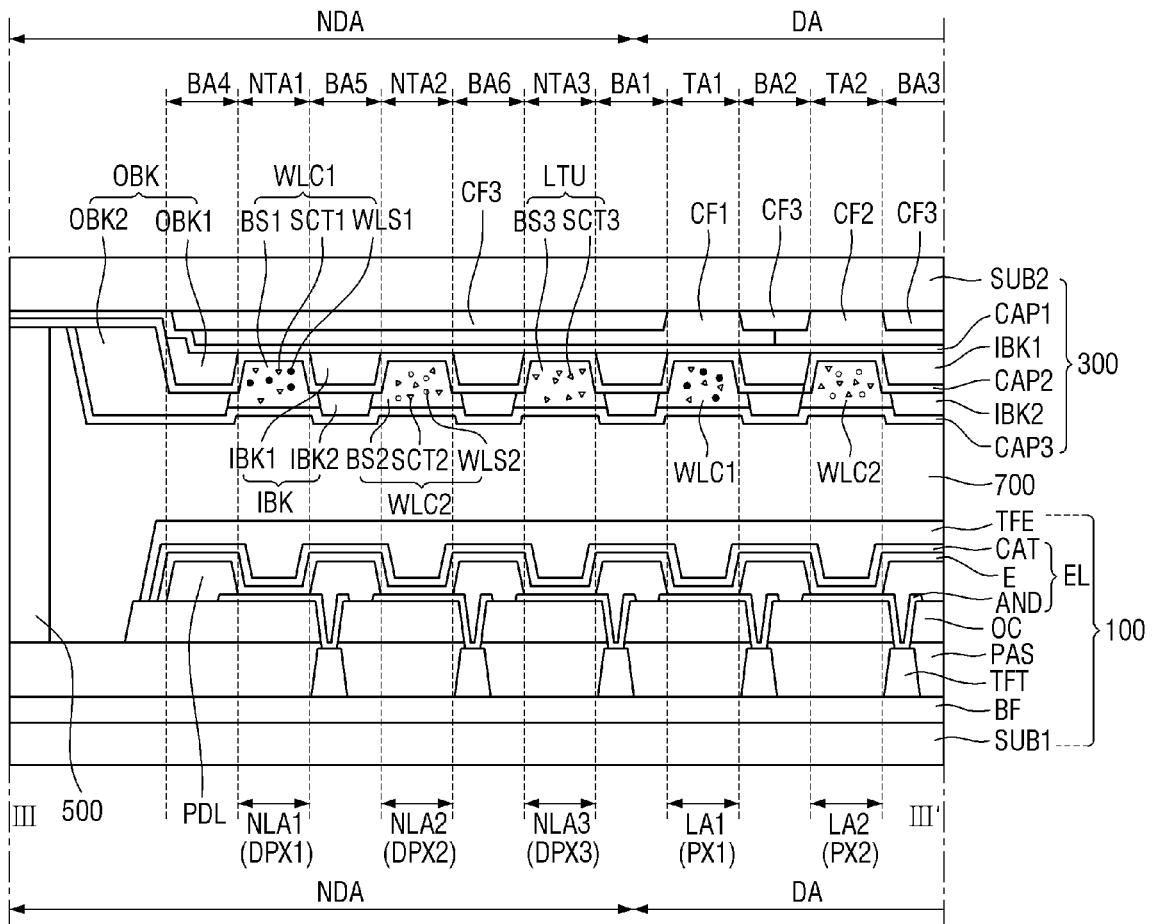 NDA DA
BA4 NTA1 BA5 NTA2 BA6 NTA3 BA1 TA1 BA2 TA2 BA3
OBK WLC1 LTU
OBK2 OBK1 BS1 SCT1 WLS1 CF3 BS3 SCT3 CF1 CF3 CF2 CF3
SUB2
CAP1
IBK1
CAP2
IBK2
CAP3
300
IBK1 IBK2 BS2 SCT2 WLS2 WLC1 WLC2
IBK WLC2
700
TFE
CAT
E
AND
EL
OC
PAS
TFT
BF
SUB1
100
III 500 PDL NLA1 NLA2 NLA3 LA1 LA2 III'
(DPX1) (DPX2) (DPX3) (PX1) (PX2)
NDA DA